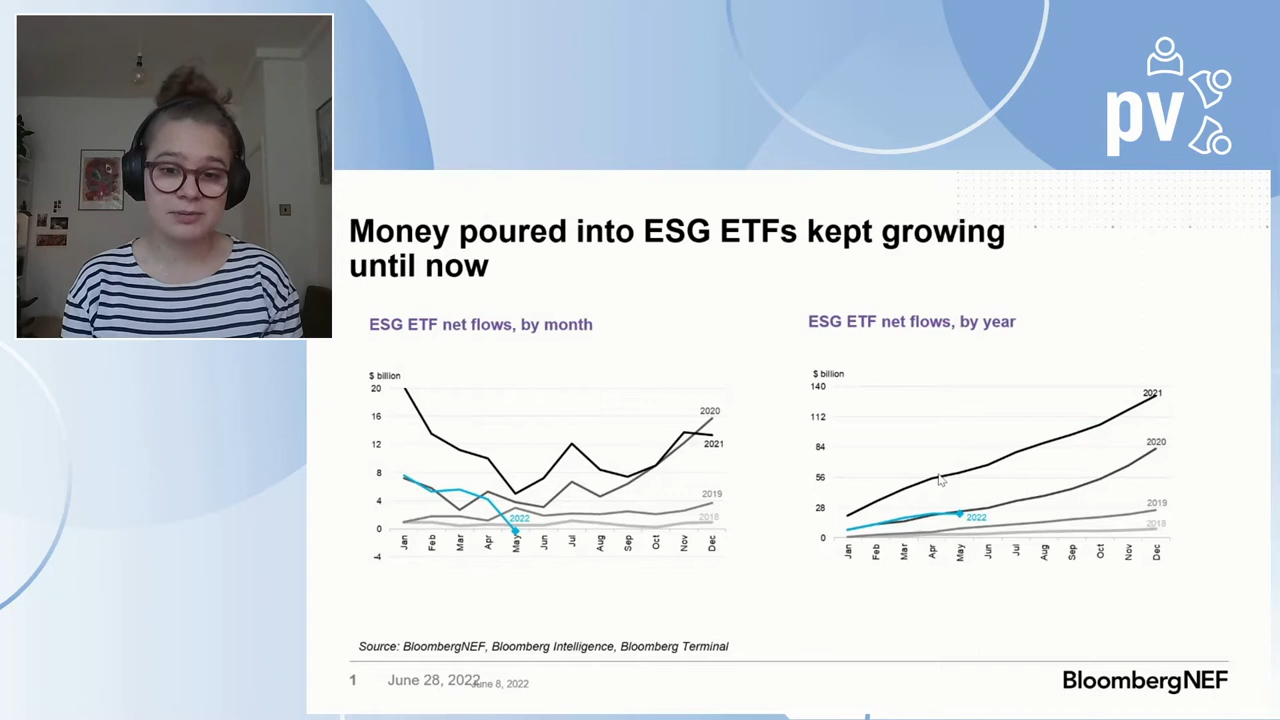 pv
Money poured into ESG ETFs kept growing
until now
ESG ETF net flows, by month
$ billion
20
16
12
8
4
0
-4
2020
2021
2019
2018
2022
Jan
Feb
Mar
Apr
May
Jun
Jul
Aug
Sep
Oct
Nov
Dec
ESG ETF net flows, by year
$ billion
140
112
84
56
28
0
2021
2020
2019
2018
2022
Jan
Feb
Mar
Apr
May
Jun
Jul
Aug
Sep
Oct
Nov
Dec
Source: BloombergNEF, Bloomberg Intelligence, Bloomberg Terminal
1 June 28, 2022 June 8, 2022
BloombergNEF